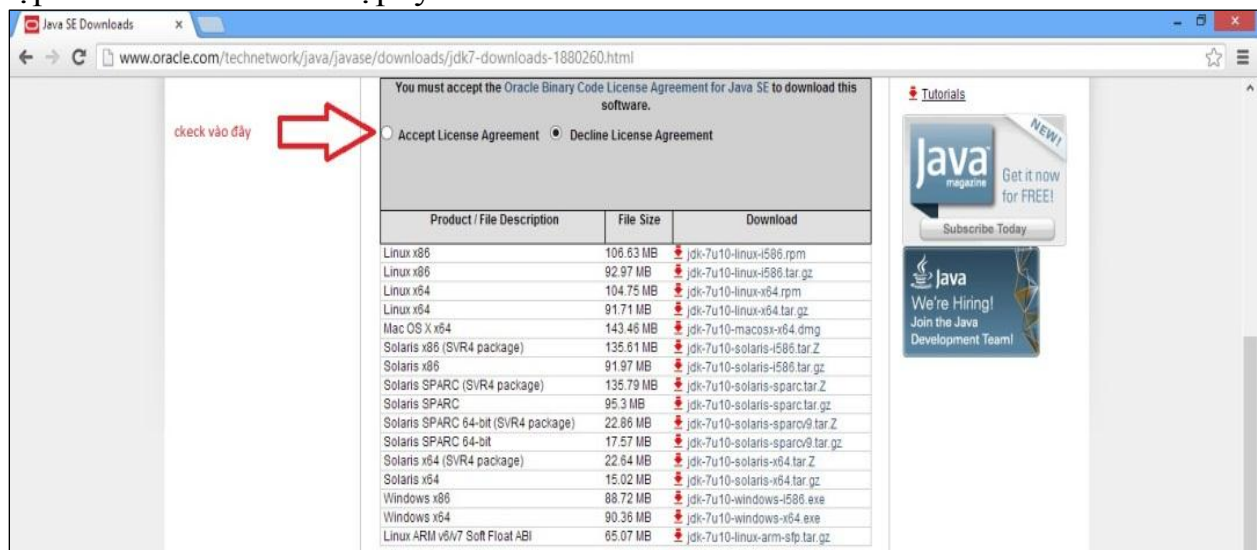 Java SE Downloads
www.oracle.com/technetwork/java/javase/downloads/jdk7-downloads-1880260.html
You must accept the Oracle Binary Code License Agreement for Java SE to download this
software.
ckeck vào đây
Accept License Agreement Decline License Agreement
Product / File Description File Size Download
Linux x86 106.63 MB jdk-7u10-linux-i586.rpm
Linux x86 92.97 MB jdk-7u10-linux-i586.tar.gz
Linux x64 104.75 MB jdk-7u10-linux-x64.rpm
Linux x64 91.71 MB jdk-7u10-linux-x64.tar.gz
Mac OS X x64 143.46 MB jdk-7u10-macosx-x64.dmg
Solaris x86 (SVR4 package) 135.61 MB jdk-7u10-solaris-i586.tar.Z
Solaris x86 91.97 MB jdk-7u10-solaris-i586.tar.gz
Solaris SPARC (SVR4 package) 135.79 MB jdk-7u10-solaris-sparc.tar.Z
Solaris SPARC 95.3 MB jdk-7u10-solaris-sparc.tar.gz
Solaris SPARC 64-bit (SVR4 package) 22.86 MB jdk-7u10-solaris-sparcv9.tar.Z
Solaris SPARC 64-bit 17.57 MB jdk-7u10-solaris-sparcv9.tar.gz
Solaris x64 (SVR4 package) 22.64 MB jdk-7u10-solaris-x64.tar.Z
Solaris x64 15.02 MB jdk-7u10-solaris-x64.tar.gz
Windows x86 88.72 MB jdk-7u10-windows-i586.exe
Windows x64 90.36 MB jdk-7u10-windows-x64.exe
Linux ARM v6/v7 Soft Float ABI 65.07 MB jdk-7u10-linux-arm-sfp.tar.gz
Tutorials
NEW!
Java
magazine
Get it now
for FREE!
Subscribe Today
Java
We're Hiring!
Join the Java
Development Team!